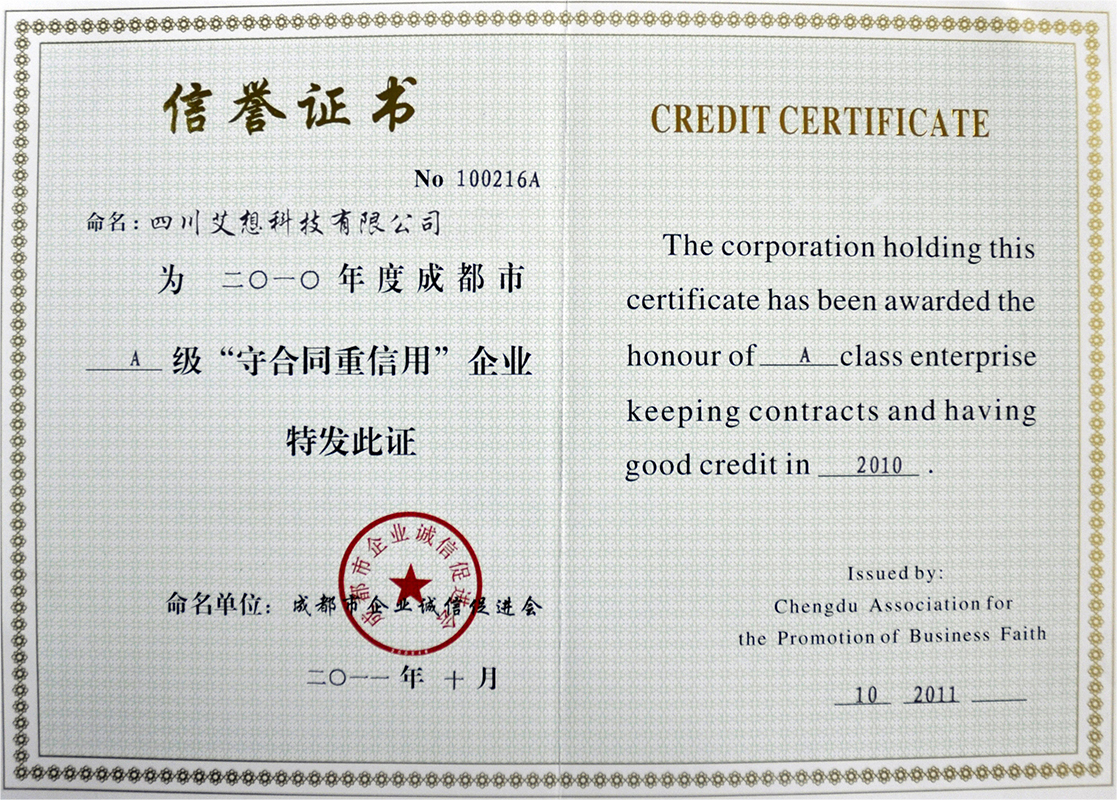 信誉证书
No 100216A
命名：四川艾想科技有限公司
为 二〇一〇 年度成都市
A 级“守合同重信用”企业
特发此证
成都市企业诚信促进会
命名单位：成都市企业诚信促进会
二〇一一 年 十 月
CREDIT CERTIFICATE
The corporation holding this
certificate has been awarded the
honour of A class enterprise
keeping contracts and having
good credit in 2010 .
Issued by:
Chengdu Association for
the Promotion of Business Faith
10 2011